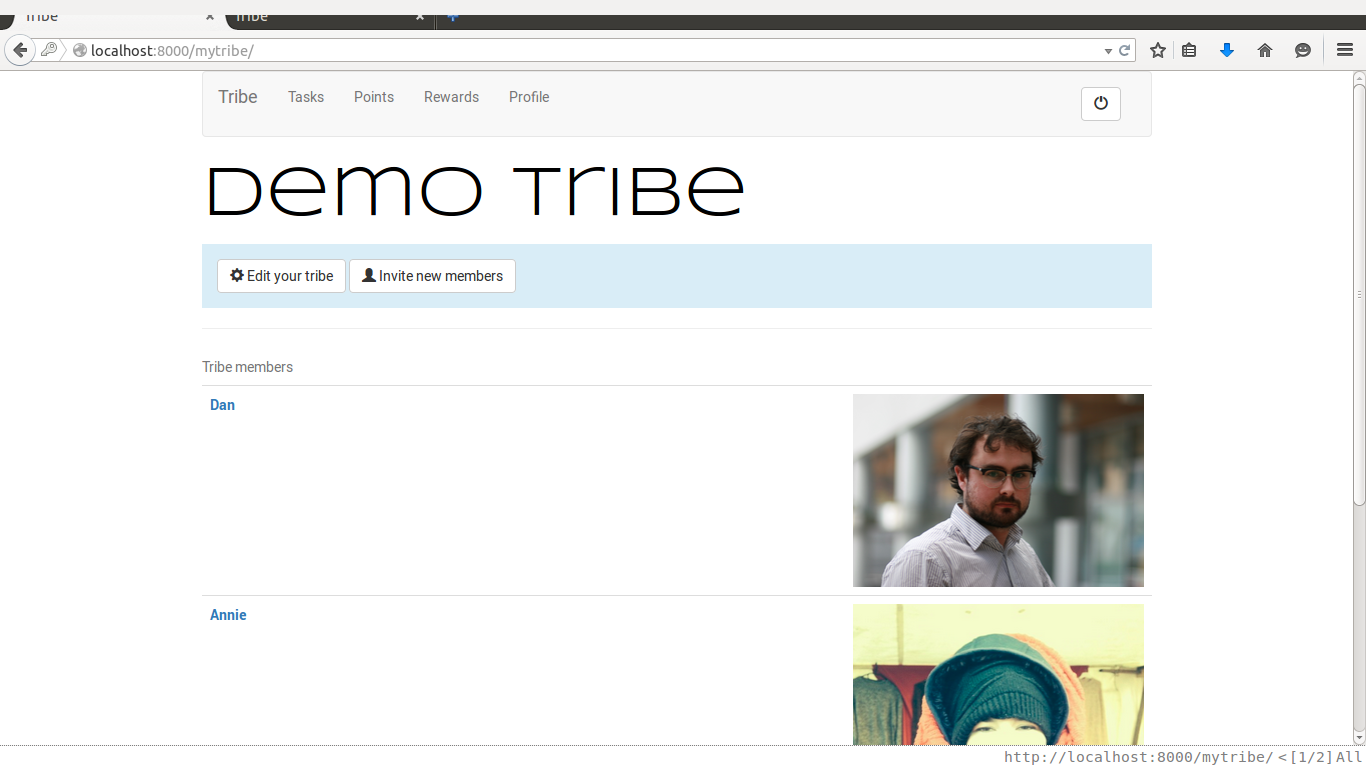 Tribe Tribe
localhost:8000/mytribe/
Tribe Tasks Points Rewards Profile
Demo Tribe
Edit your tribe Invite new members
Tribe members
Dan
Annie
http://localhost:8000/mytribe/ <[1/2] All